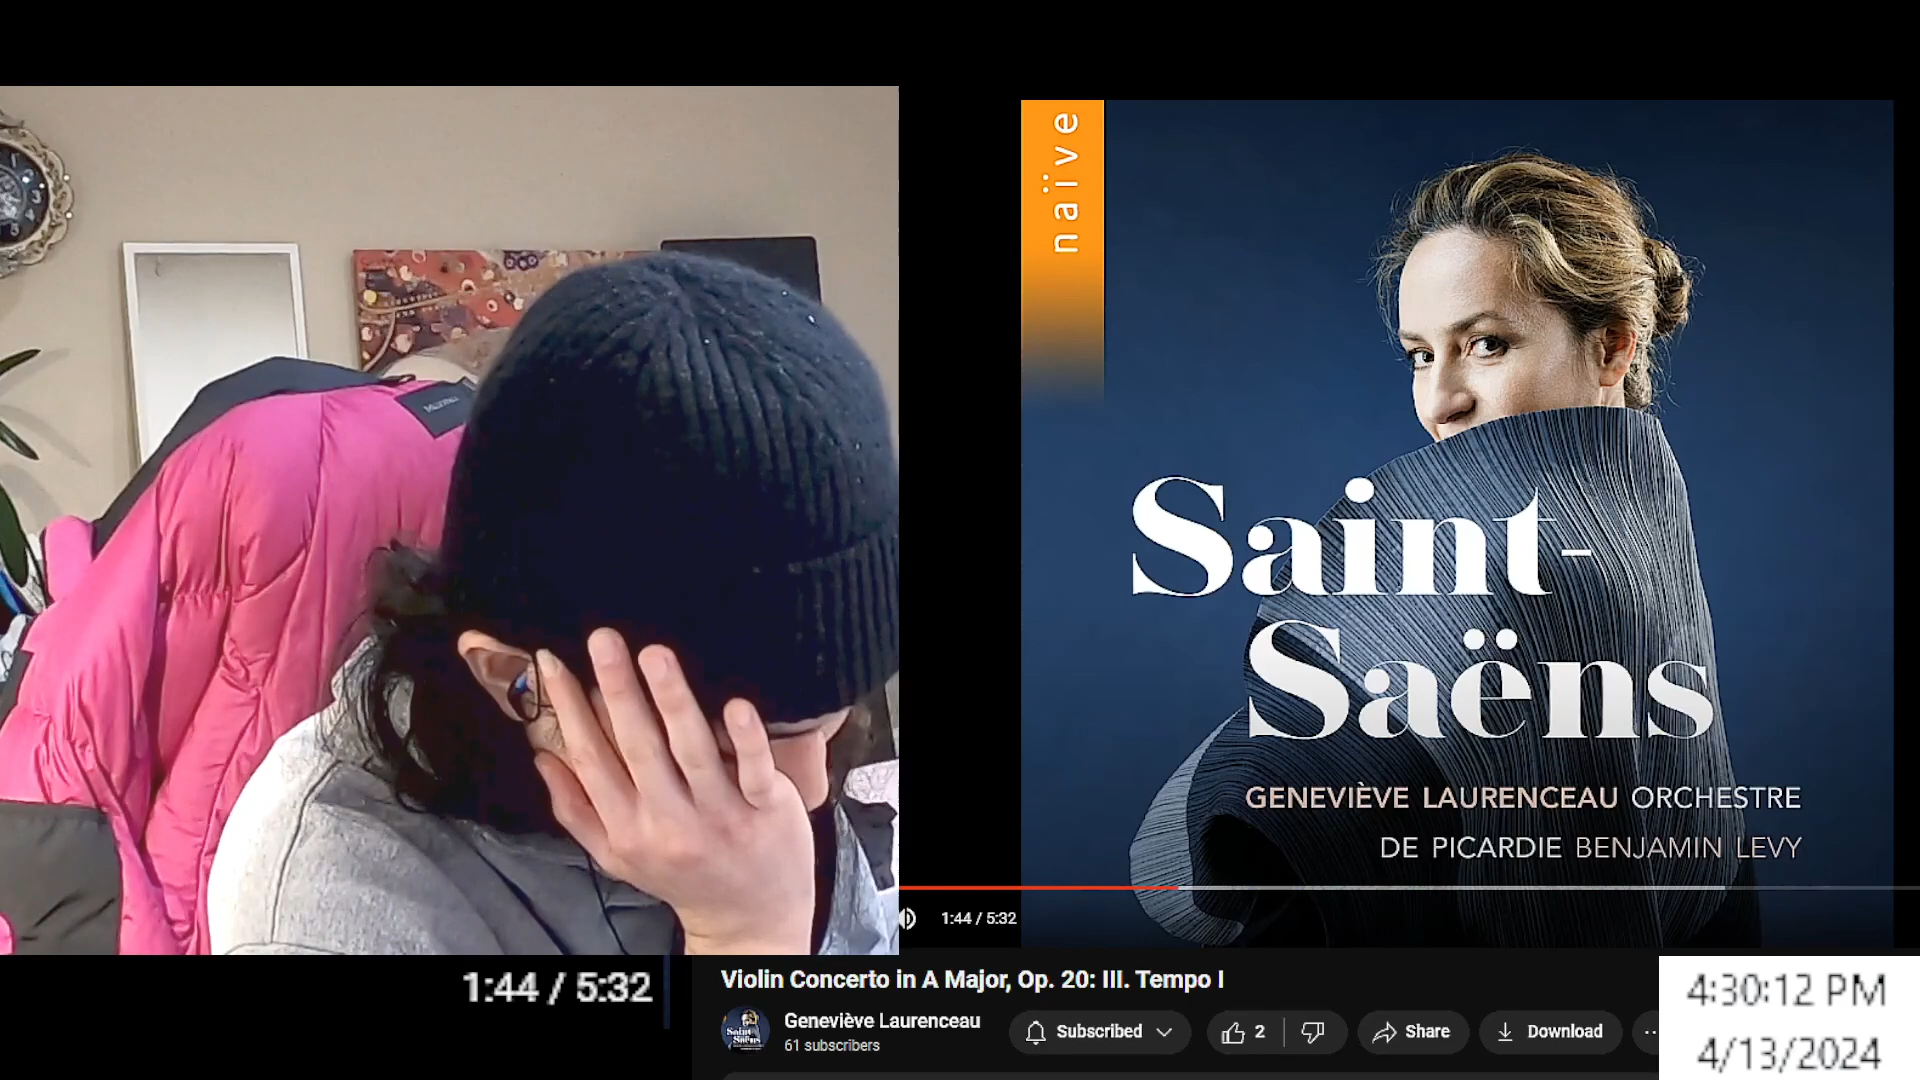 naïve
Saint-
Saëns
GENEVIÈVE LAURENCEAU ORCHESTRE
DE PICARDIE BENJAMIN LEVY
1:44 / 5:32
1:44 / 5:32
Violin Concerto in A Major, Op. 20: III. Tempo I
Geneviève Laurenceau
61 subscribers
Subscribed
2
Share
Download
4:30:12 PM
4/13/2024